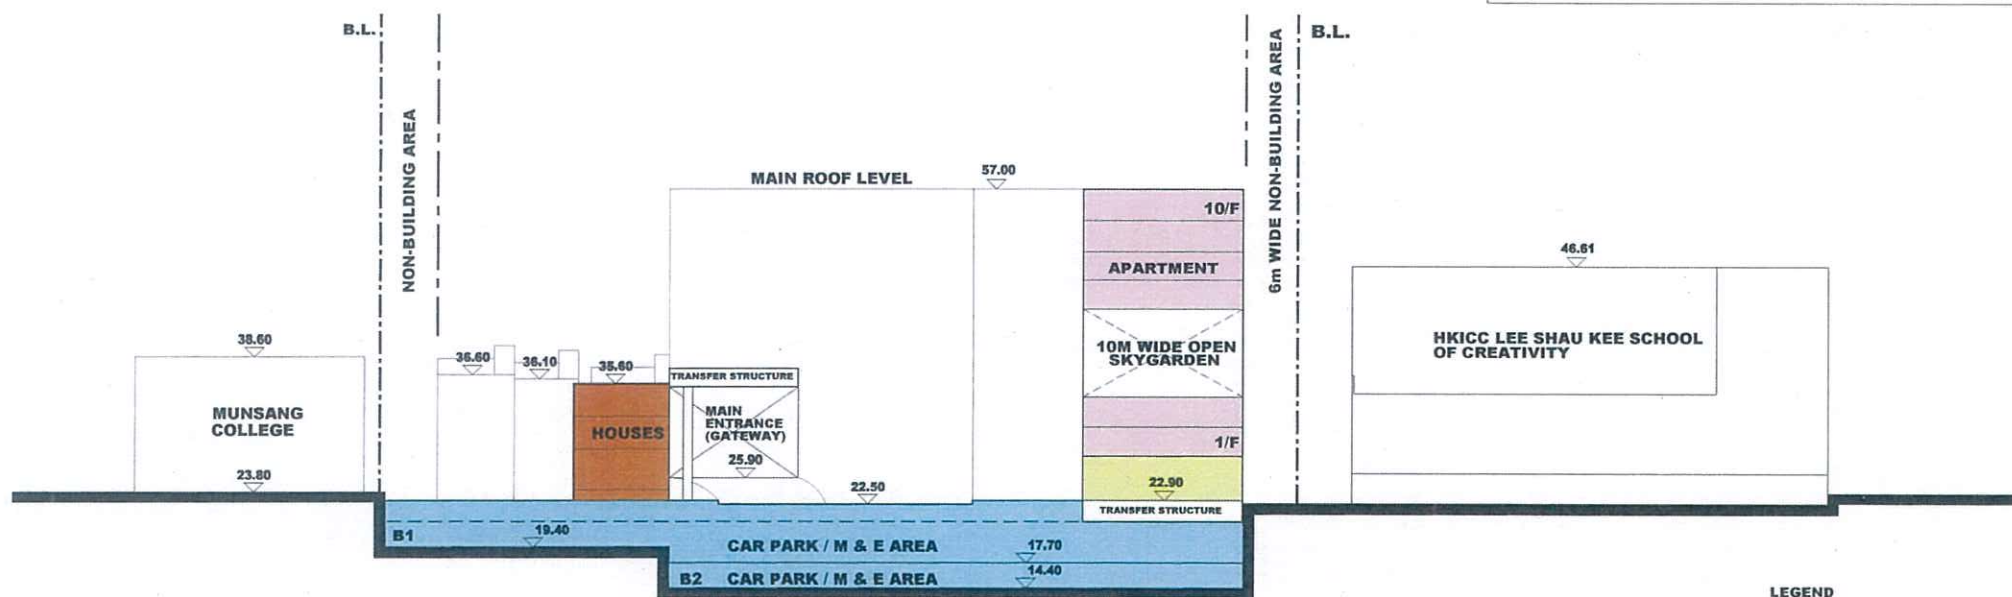 B.L.
B.L.
NON-BUILDING AREA
6m WIDE NON-BUILDING AREA
MAIN ROOF LEVEL
57.00
10/F
APARTMENT
46.61
10M WIDE OPEN
SKYGARDEN
HKICC LEE SHAU KEE SCHOOL
OF CREATIVITY
38.60
36.60
36.10
35.60
TRANSFER STRUCTURE
MUNSANG
COLLEGE
HOUSES
MAIN
ENTRANCE
(GATEWAY)
1/F
25.90
23.80
22.50
22.90
TRANSFER STRUCTURE
B1
19.40
CAR PARK / M & E AREA
17.70
B2
CAR PARK / M & E AREA
14.40
LEGEND